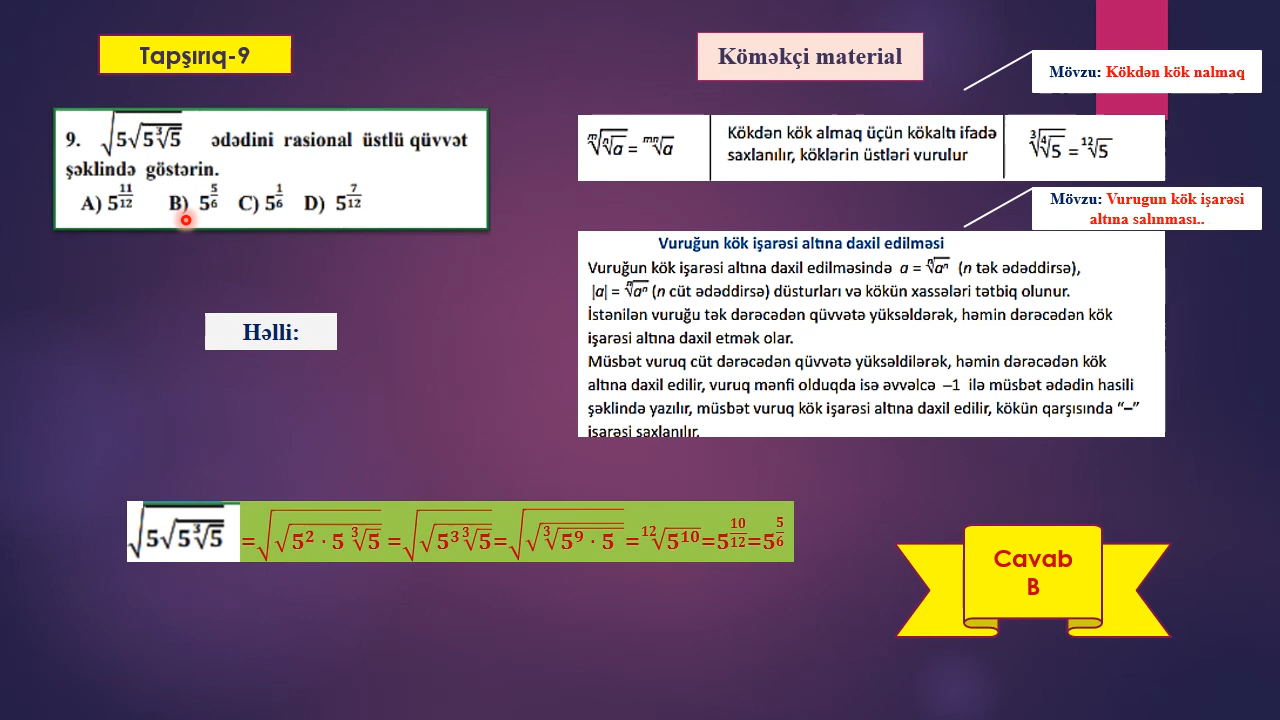 Tapşırıq-9
Köməkçi material
Mövzu: Kökdən kök nalmaq
9. √(5√(5∛5)) ədədini rasional üstlü qüvvət
şəklində göstərin.
A) 5^(11/12) B) 5^(5/6) C) 5^(1/6) D) 5^(7/12)
ᵐ√(ⁿ√a) = ᵐⁿ√a
Kökdən kök almaq üçün kökaltı ifadə
saxlanılır, köklərin üstləri vurulur
³√(⁴√5) = ¹²√5
Mövzu: Vurugun kök işarəsi
altına salınması..
Vuruğun kök işarəsi altına daxil edilməsi
Vuruğun kök işarəsi altına daxil edilməsində a = ⁿ√aⁿ (n tək ədəddirsə),
|a| = ⁿ√aⁿ (n cüt ədəddirsə) düsturları və kökün xassələri tətbiq olunur.
İstənilən vuruğu tək dərəcədən qüvvətə yüksəldərək, həmin dərəcədən kök
işarəsi altına daxil etmək olar.
Müsbət vuruq cüt dərəcədən qüvvətə yüksəldilərək, həmin dərəcədən kök
altına daxil edilir, vuruq mənfi olduqda isə əvvəlcə –1 ilə müsbət ədədin hasili
şəklində yazılır, müsbət vuruq kök işarəsi altına daxil edilir, kökün qarşısında “–”
işarəsi saxlanılır.
Həlli:
√(5√(5∛5)) =√(√(5² · 5 ∛5)) =√(√(5³ ∛5))=√(√(∛(5⁹ · 5))) =¹²√(5¹⁰)=5^(10/12)=5^(5/6)
Cavab
B